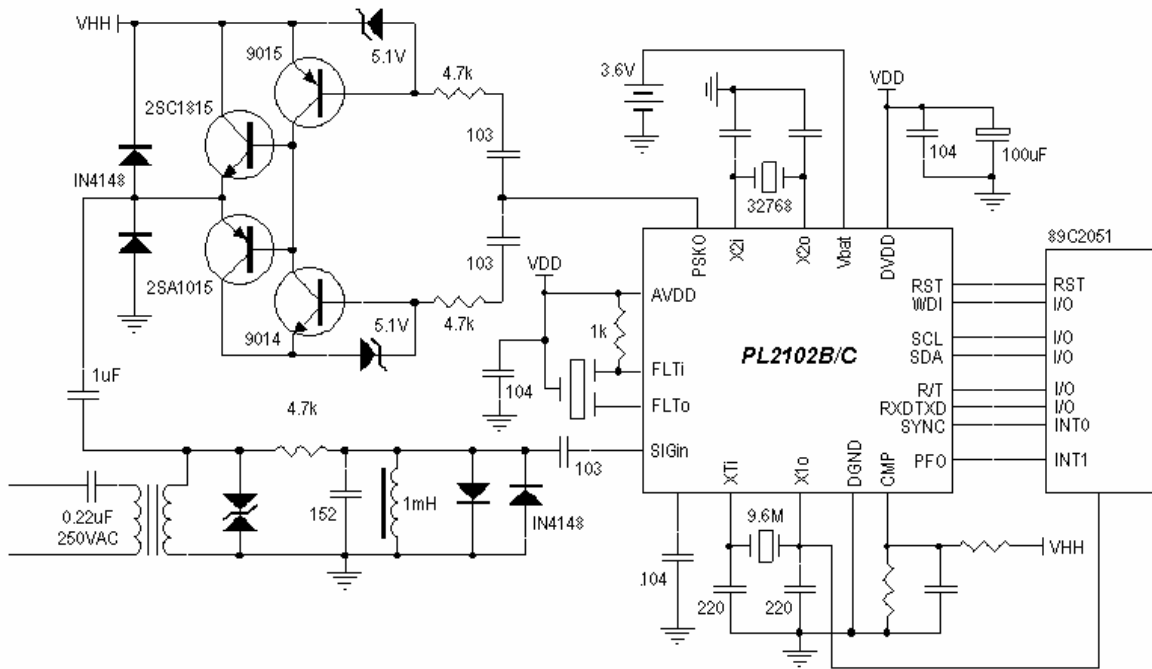 VHH
9015
5.1V
4.7k
3.6V
VDD
2SC1815
103
104
100uF
IN4148
32768
2SA1015
103
PSKO
X2i
X2o
Vbat
DVDD
89C2051
VDD
AVDD
RST
RST
WDI
I/O
9014
5.1V
4.7k
1k
PL2102B/C
SCL
I/O
SDA
I/O
1uF
104
FLTi
FLTo
R/T
I/O
RXDTXD
I/O
SYNC
INT0
4.7k
SIGin
103
PFO
INT1
XTi
X1o
DGND
CMP
0.22uF
250VAC
152
1mH
IN4148
9.6M
VHH
.104
220
220